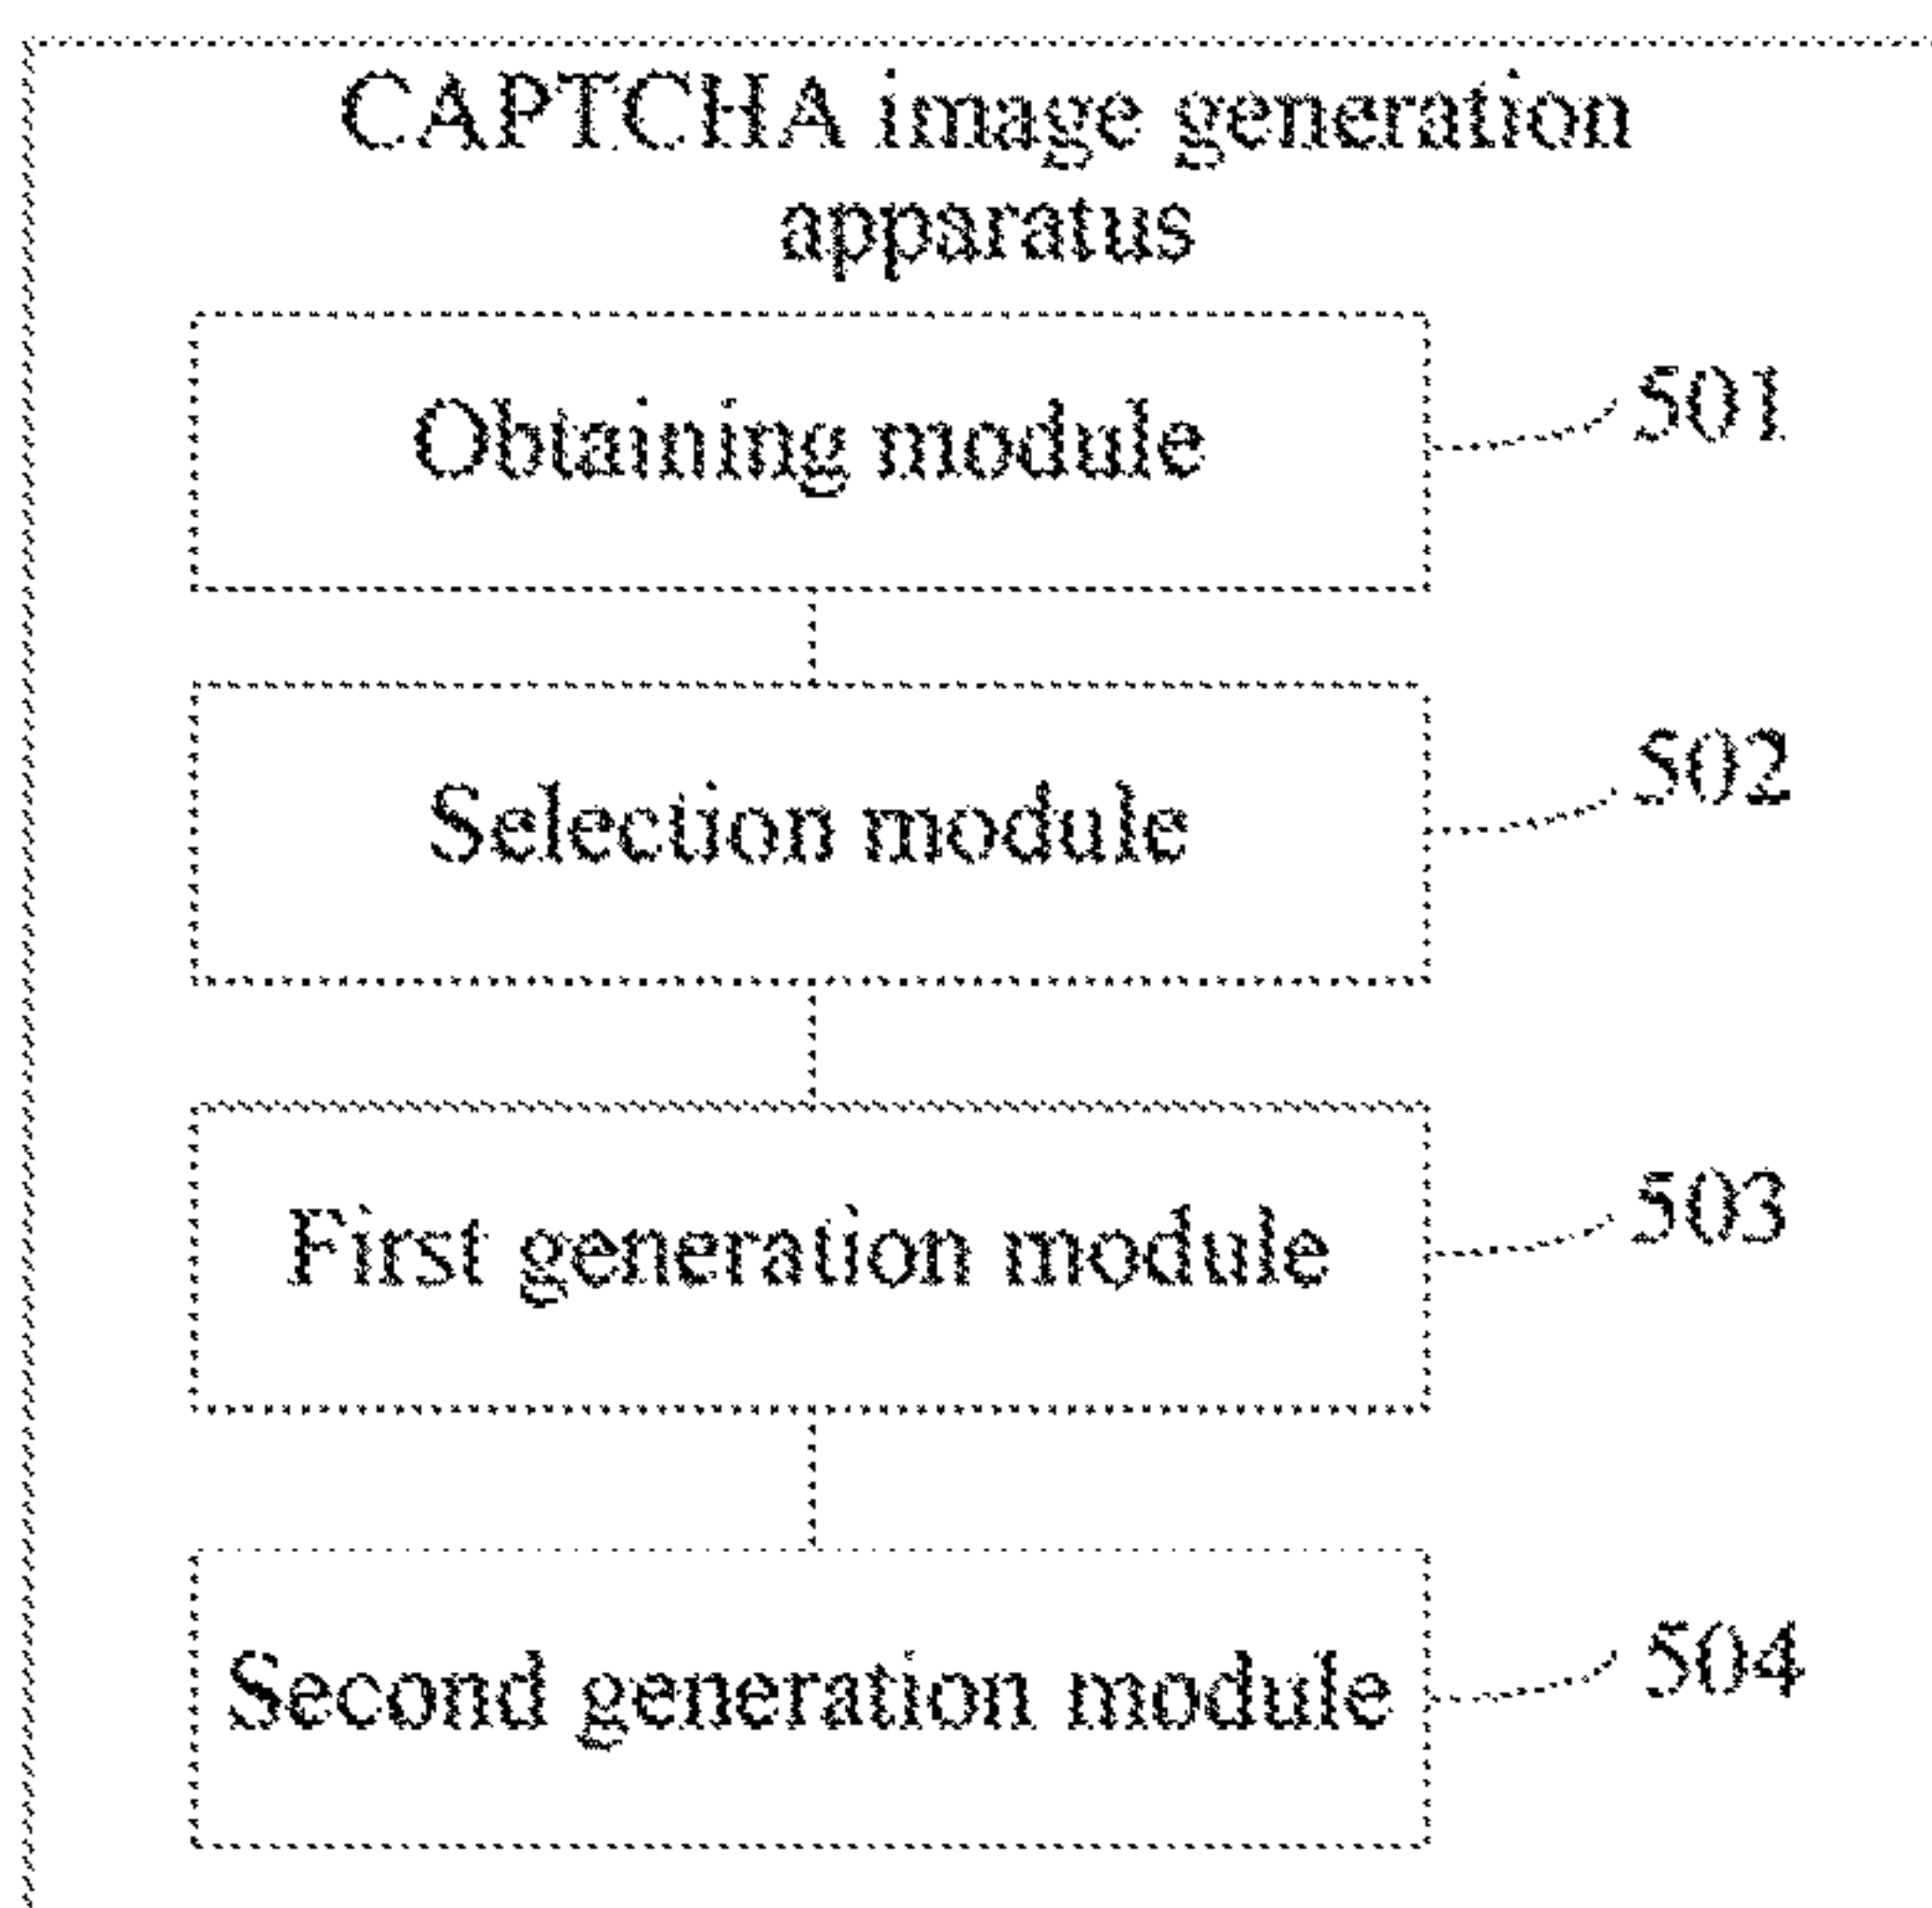 CAPTCHA image generation
apparatus
Obtaining module
501
Selection module
502
First generation module
503
Second generation module
504